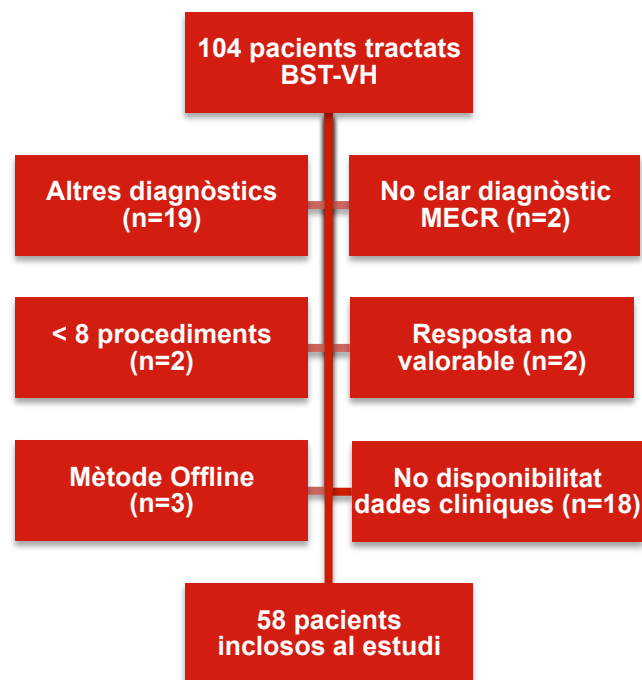 104 pacients tractats
BST-VH
Altres diagnòstics
(n=19)
No clar diagnòstic
MECR (n=2)
< 8 procediments
(n=2)
Resposta no
valorable (n=2)
Mètode Offline
(n=3)
No disponibilitat
dades cliniques (n=18)
58 pacients
inclosos al estudi